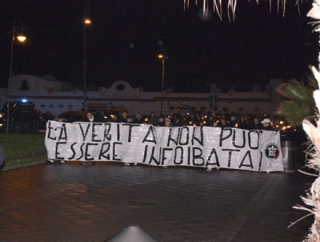 LA VERITÀ NON PUÒ
ESSERE INFOIBATA!